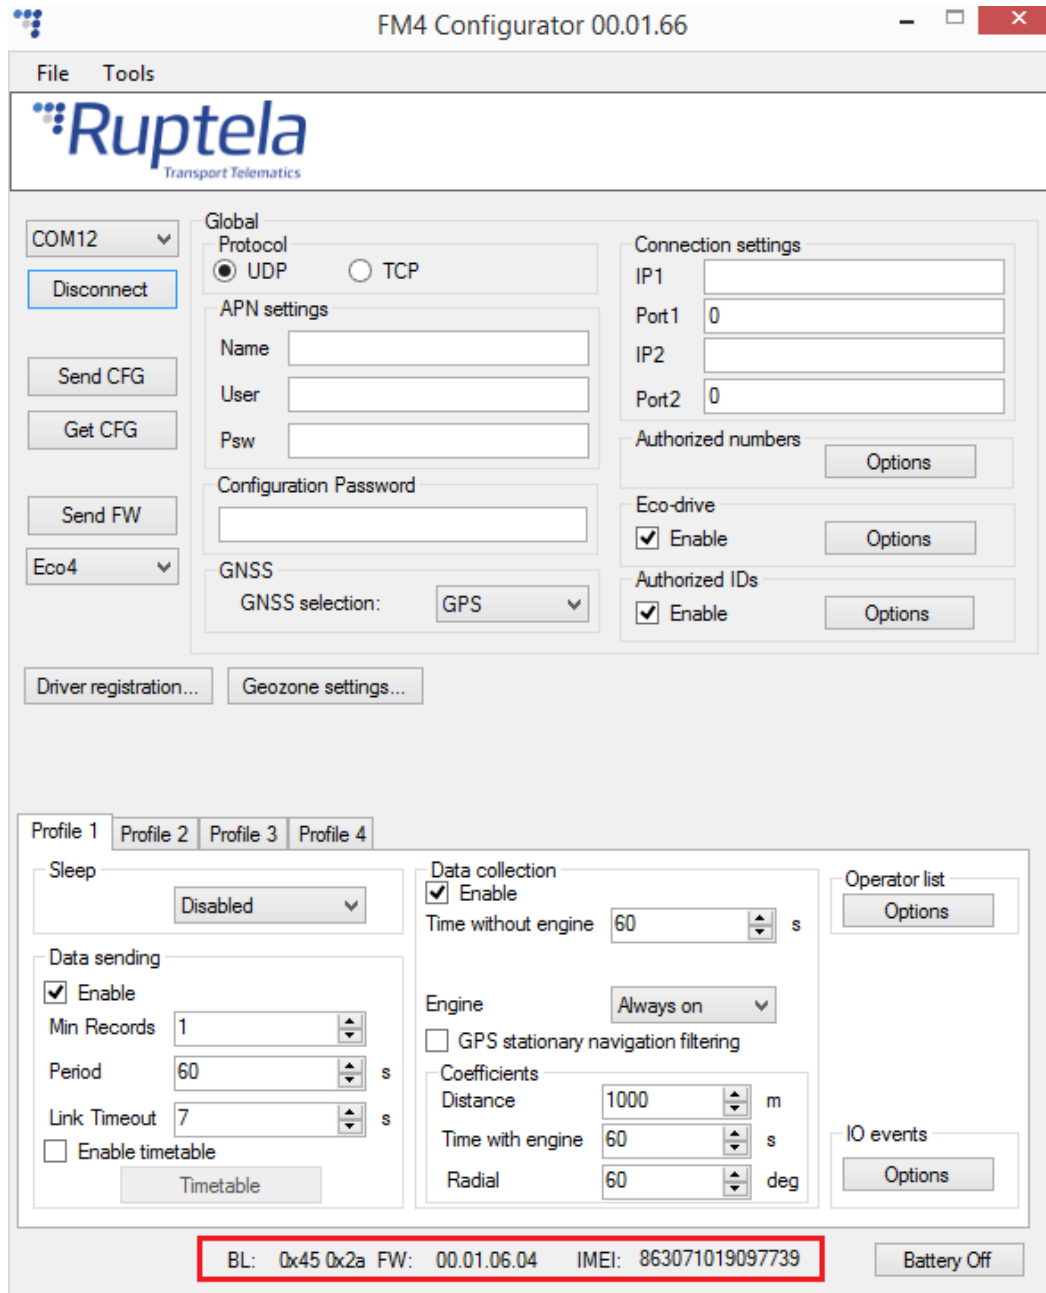 FM4 Configurator 00.01.66
File Tools
Ruptela
Transport Telematics
COM12
Disconnect
Send CFG
Get CFG
Send FW
Eco4
Global
Protocol
UDP TCP
APN settings
Name
User
Psw
Configuration Password
GNSS
GNSS selection: GPS
Connection settings
IP1
Port1 0
IP2
Port2 0
Authorized numbers
Options
Eco-drive
Enable Options
Authorized IDs
Enable Options
Driver registration... Geozone settings...
Profile 1 Profile 2 Profile 3 Profile 4
Sleep
Disabled
Data sending
Enable
Min Records 1
Period 60 s
Link Timeout 7 s
Enable timetable
Timetable
Data collection
Enable
Time without engine 60 s
Engine Always on
GPS stationary navigation filtering
Coefficients
Distance 1000 m
Time with engine 60 s
Radial 60 deg
Operator list
Options
IO events
Options
BL: 0x45 0x2a FW: 00.01.06.04 IMEI: 863071019097739
Battery Off